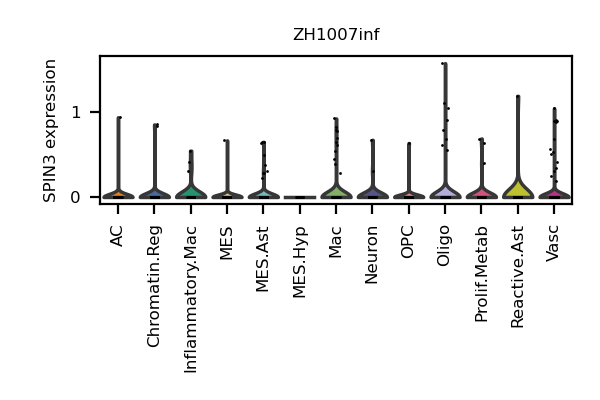 ZH1007inf
SPIN3 expression
1
0
AC
Chromatin.Reg
Inflammatory.Mac
MES
MES.Ast
MES.Hyp
Mac
Neuron
OPC
Oligo
Prolif.Metab
Reactive.Ast
Vasc